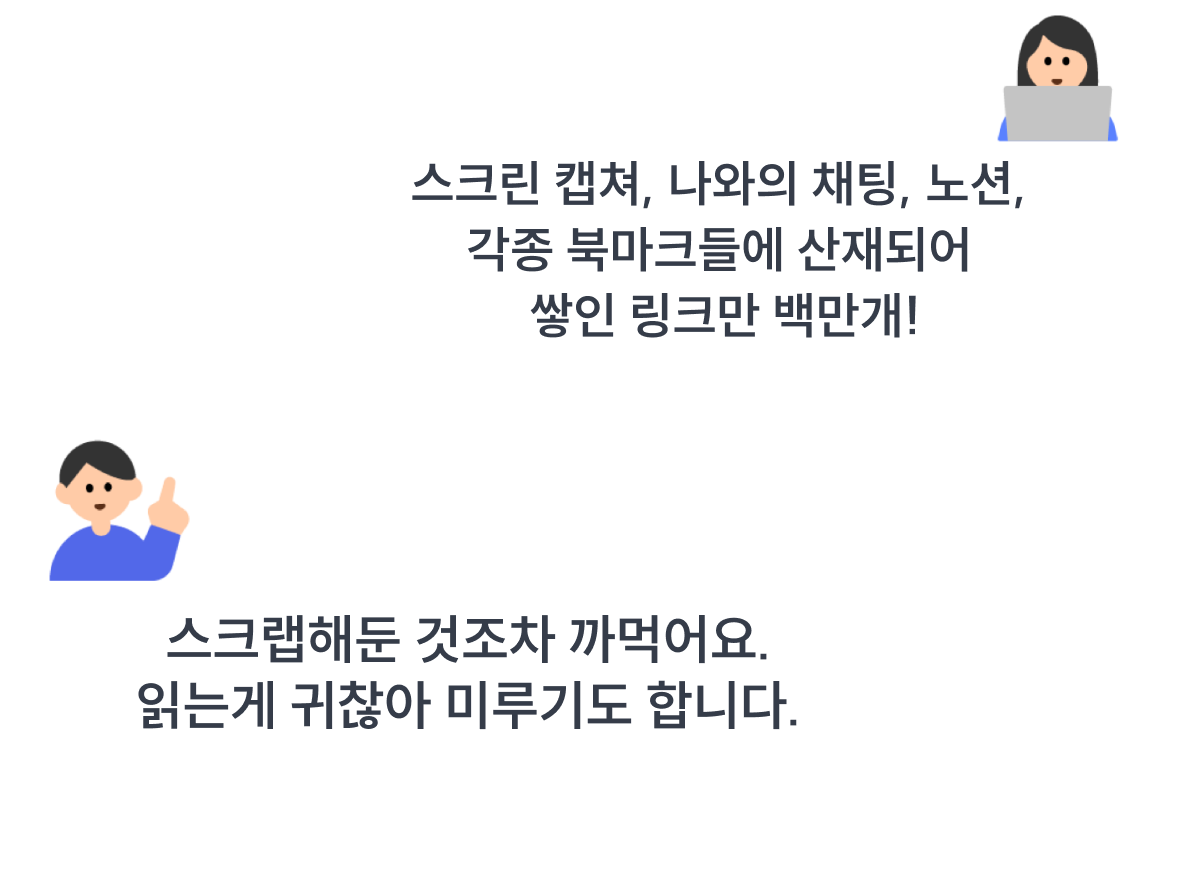 스크린 캡쳐, 나와의 채팅, 노션,
각종 북마크들에 산재되어
쌓인 링크만 백만개!
스크랩해둔 것조차 까먹어요.
읽는게 귀찮아 미루기도 합니다.